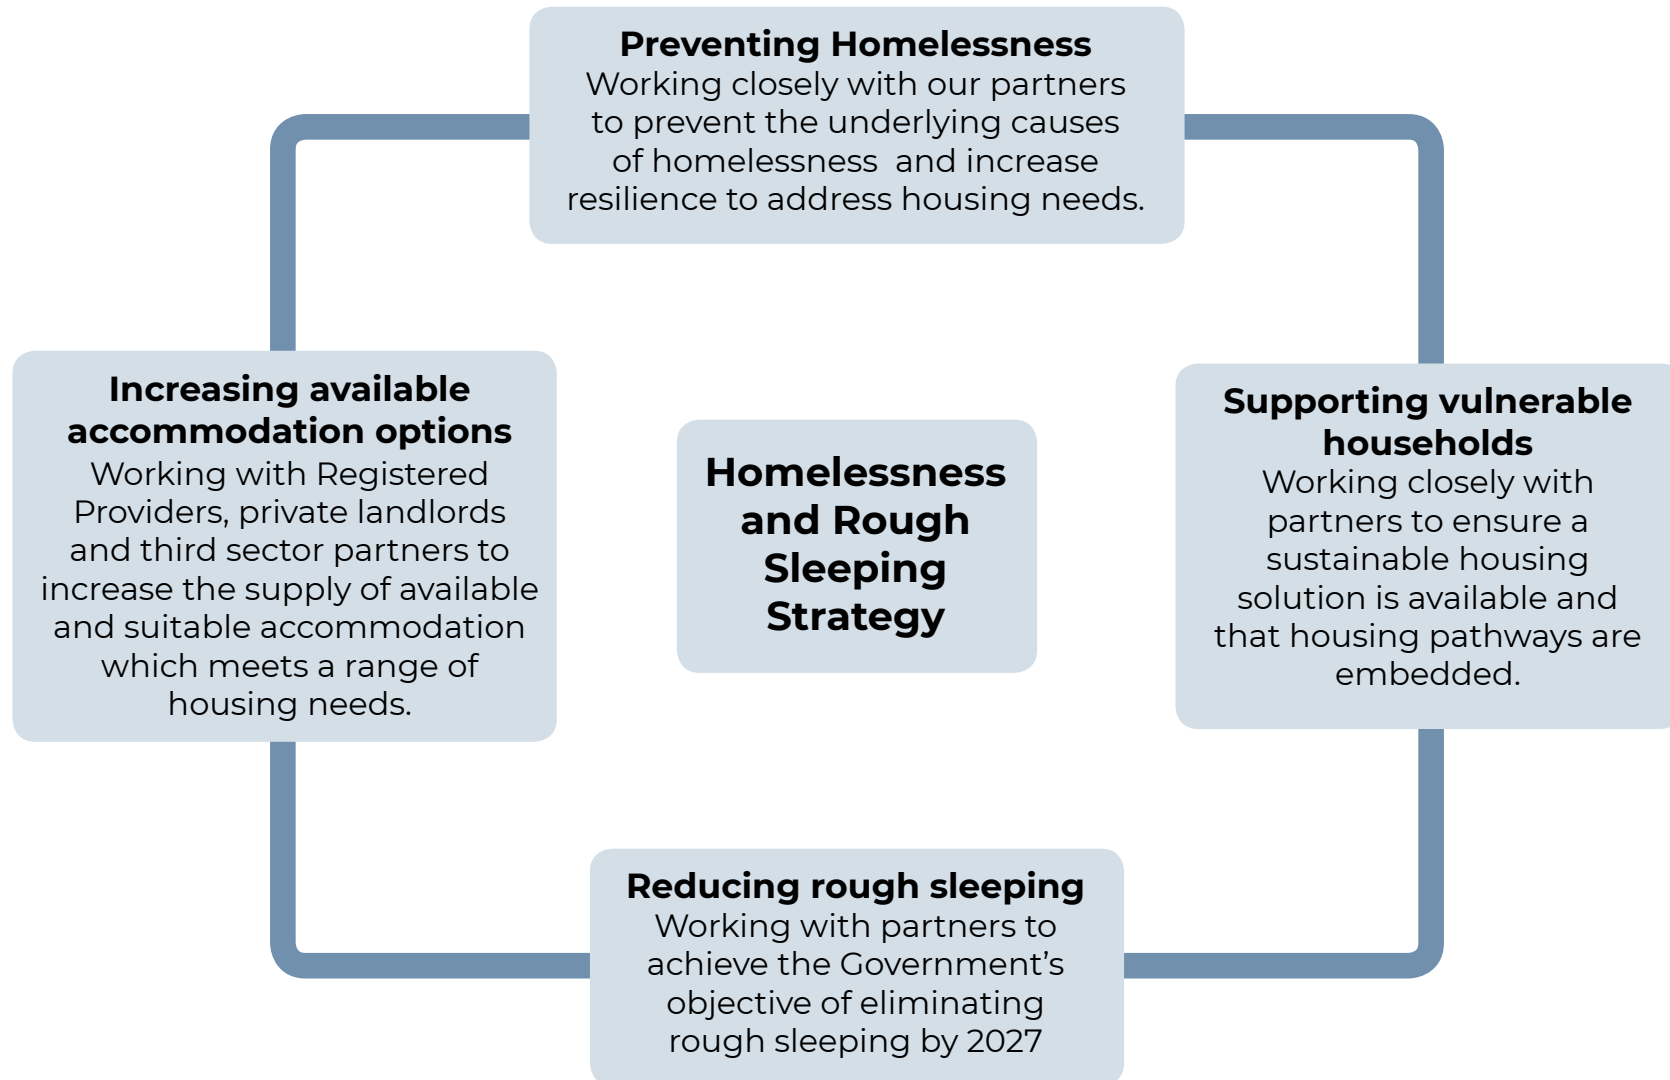 Preventing Homelessness
Working closely with our partners
to prevent the underlying causes
of homelessness  and increase
resilience to address housing needs.
Increasing available
accommodation options
Working with Registered
Providers, private landlords
and third sector partners to
increase the supply of available
and suitable accommodation
which meets a range of
housing needs.
Homelessness
and Rough
Sleeping
Strategy
Supporting vulnerable
households
Working closely with
partners to ensure a
sustainable housing
solution is available and
that housing pathways are
embedded.
Reducing rough sleeping
Working with partners to
achieve the Government’s
objective of eliminating
rough sleeping by 2027